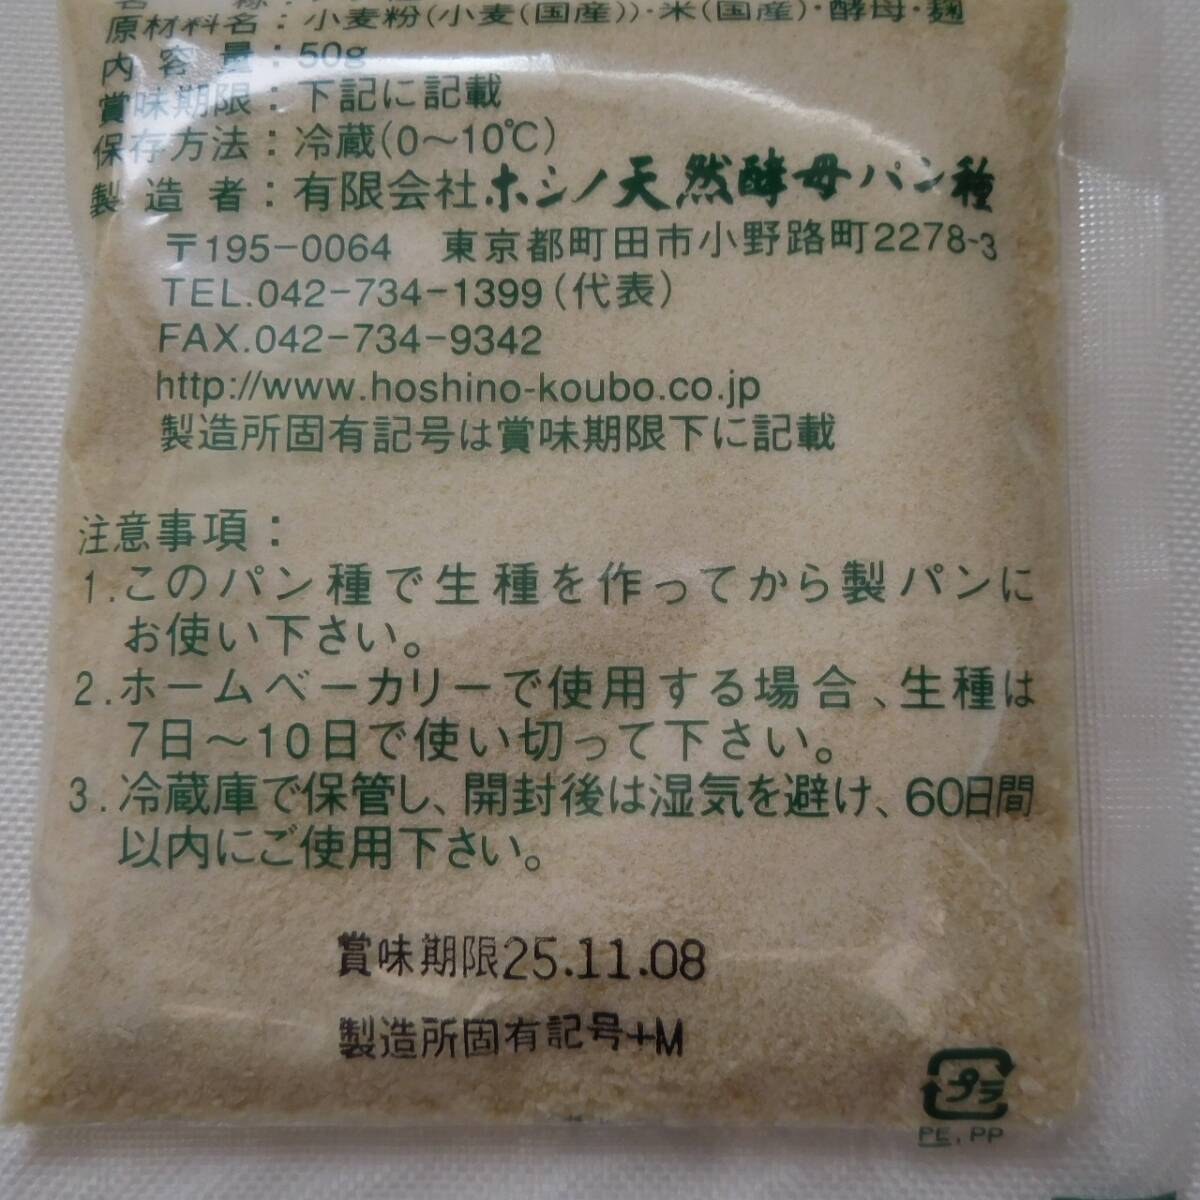 原材料名：小麦粉(小麦(国産))・米(国産)・酵母・麹
内容量：50g
賞味期限：下記に記載
保存方法：冷蔵(0〜10℃)
製造者：有限会社ホシノ天然酵母パン種
〒195-0064 東京都町田市小野路町2278-3
TEL.042-734-1399(代表)
FAX.042-734-9342
http://www.hoshino-koubo.co.jp
製造所固有記号は賞味期限下に記載
注意事項：
1.このパン種で生種を作ってから製パンに
お使い下さい。
2.ホームベーカリーで使用する場合、生種は
7日〜10日で使い切って下さい。
3.冷蔵庫で保管し、開封後は湿気を避け、60日間
以内にご使用下さい。
賞味期限25.11.08
製造所固有記号+M
プラ
PE,PP